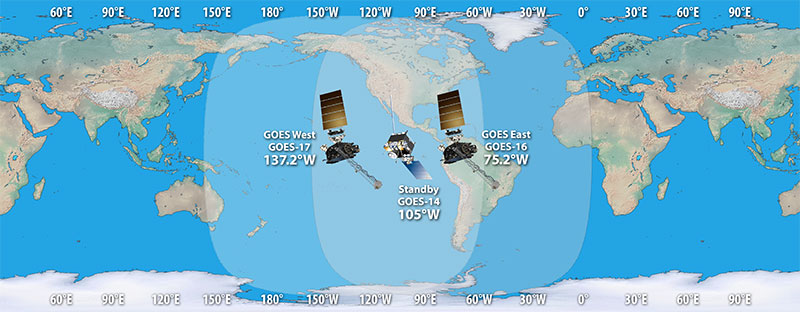 60°E 90°E 120°E 150°E 180° 150°W 120°W 90°W 60°W 30°W 0° 30°E 60°E 90°E
GOES West
GOES-17
137.2°W
GOES East
GOES-16
75.2°W
Standby
GOES-14
105°W
60°E 90°E 120°E 150°E 180° 150°W 120°W 90°W 60°W 30°W 0° 30°E 60°E 90°E